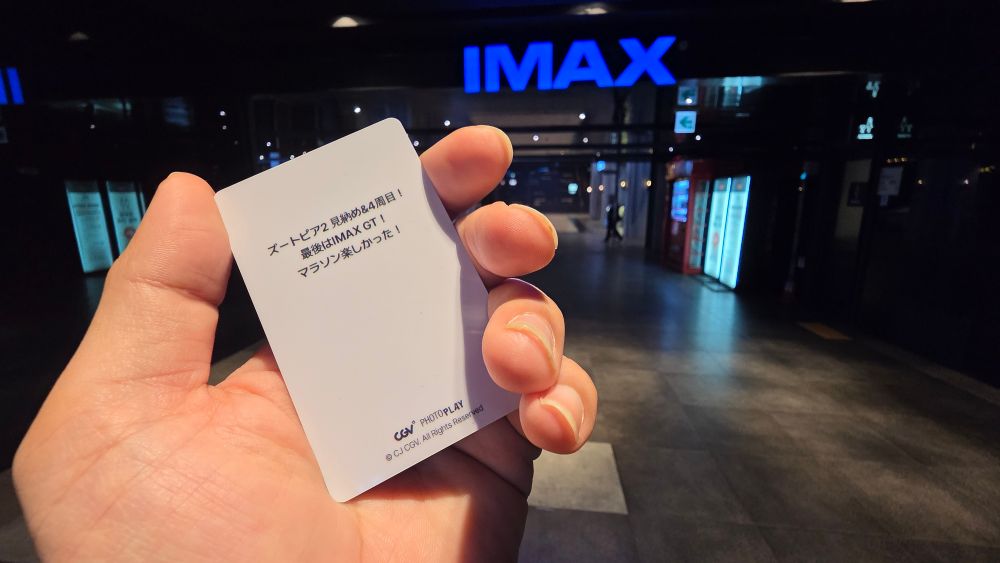 IMAX
ズートピア2 見納め&4周目！
最後はIMAX GT！
マラソン楽しかった！
CGV PHOTOPLAY
© CJ CGV. All Rights Reserved